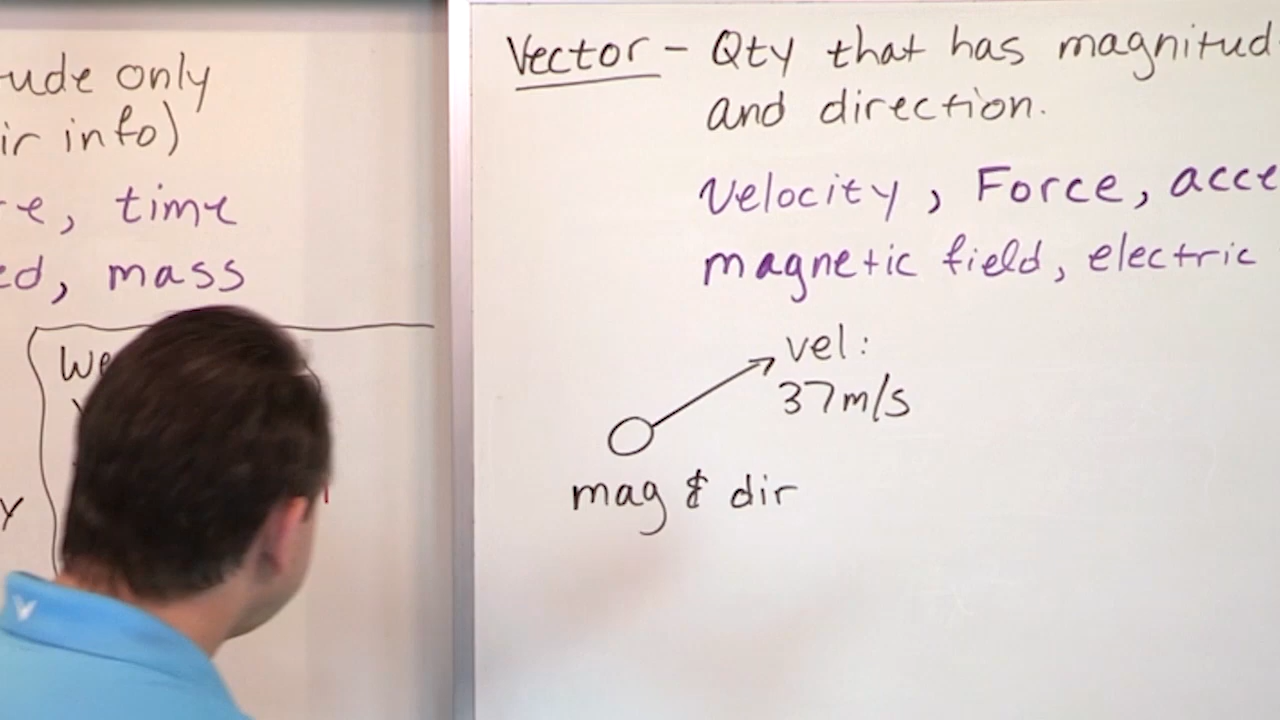 ude only
ir info)
e, time
ed, mass
We
y
Vector - Qty that has magnitud
and direction.
Velocity, Force, acce
magnetic field, electric
vel:
37m/s
mag & dir